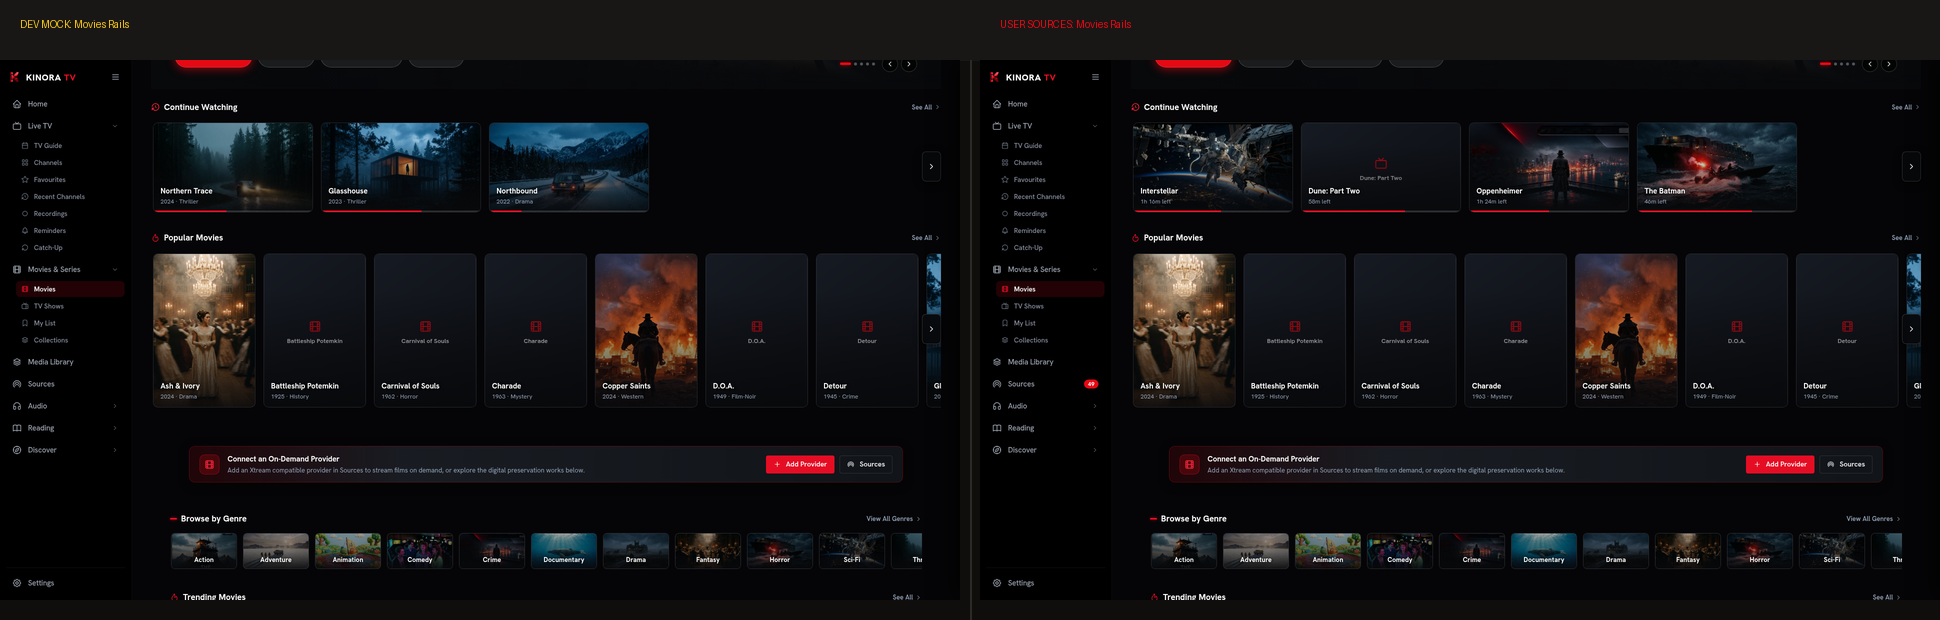 DEV MOCK: Movies Rails
USER SOURCES: Movies Rails
KINORA TV
Home
Live TV
TV Guide
Channels
Favourites
Recent Channels
Recordings
Reminders
Catch-Up
Movies & Series
Movies
TV Shows
My List
Collections
Media Library
Sources
Audio
Reading
Discover
Settings
Continue Watching
See All
Northern Trace
2024 · Thriller
Glasshouse
2023 · Thriller
Northbound
2022 · Drama
Popular Movies
See All
Ash & Ivory
2024 · Drama
Battleship Potemkin
Battleship Potemkin
1925 · History
Carnival of Souls
Carnival of Souls
1962 · Horror
Charade
Charade
1963 · Mystery
Copper Saints
2024 · Western
D.O.A.
D.O.A.
1949 · Film-Noir
Detour
Detour
1945 · Crime
Gl
20
Connect an On-Demand Provider
Add an Xtream compatible provider in Sources to stream films on demand, or explore the digital preservation works below.
Add Provider
Sources
Browse by Genre
View All Genres
Action
Adventure
Animation
Comedy
Crime
Documentary
Drama
Fantasy
Horror
Sci-Fi
Thr
Trending Movies
See All
KINORA TV
Home
Live TV
TV Guide
Channels
Favourites
Recent Channels
Recordings
Reminders
Catch-Up
Movies & Series
Movies
TV Shows
My List
Collections
Media Library
Sources 49
Audio
Reading
Discover
Settings
Continue Watching
See All
Interstellar
1h 16m left
Dune: Part Two
Dune: Part Two
58m left
Oppenheimer
1h 24m left
The Batman
46m left
Popular Movies
See All
Ash & Ivory
2024 · Drama
Battleship Potemkin
Battleship Potemkin
1925 · History
Carnival of Souls
Carnival of Souls
1962 · Horror
Charade
Charade
1963 · Mystery
Copper Saints
2024 · Western
D.O.A.
D.O.A.
1949 · Film-Noir
Detour
Detour
1945 · Crime
Gl
20
Connect an On-Demand Provider
Add an Xtream compatible provider in Sources to stream films on demand, or explore the digital preservation works below.
Add Provider
Sources
Browse by Genre
View All Genres
Action
Adventure
Animation
Comedy
Crime
Documentary
Drama
Fantasy
Horror
Sci-Fi
Thr
Trending Movies
See All